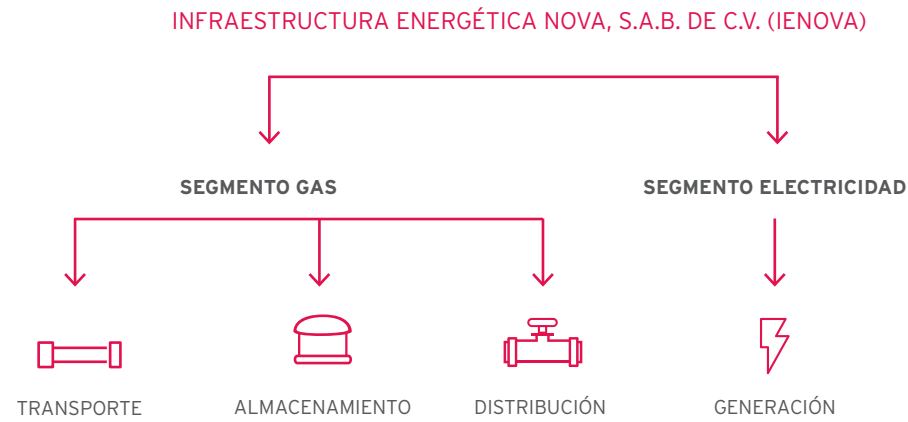 INFRAESTRUCTURA ENERGÉTICA NOVA, S.A.B. DE C.V. (IENOVA)
SEGMENTO GAS
SEGMENTO ELECTRICIDAD
TRANSPORTE
ALMACENAMIENTO
DISTRIBUCIÓN
GENERACIÓN